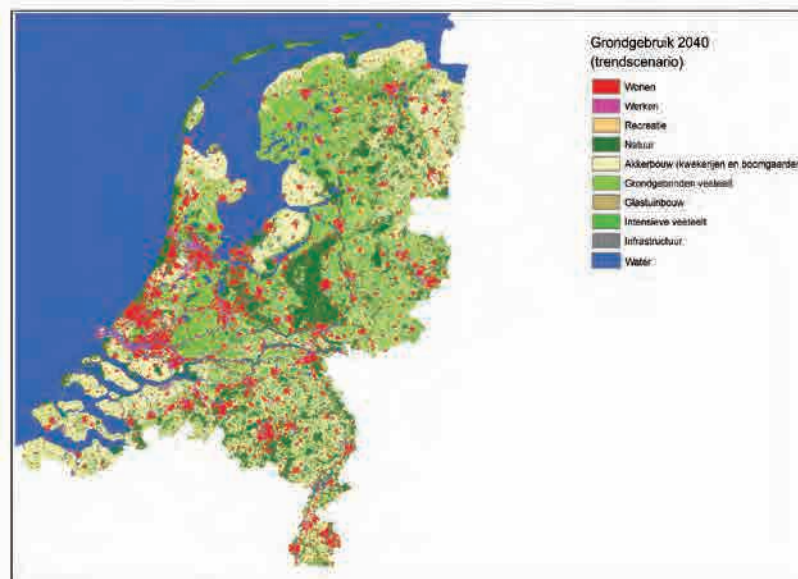 Grondgebruik 2040
(trendscenario)
Wonen
Werken
Recreatie
Natuur
Akkerbouw (kwekerijen en boomgaarden
Grondgebonden veeteelt
Glastuinbouw
Intensieve veeteelt
Infrastructuur
Water